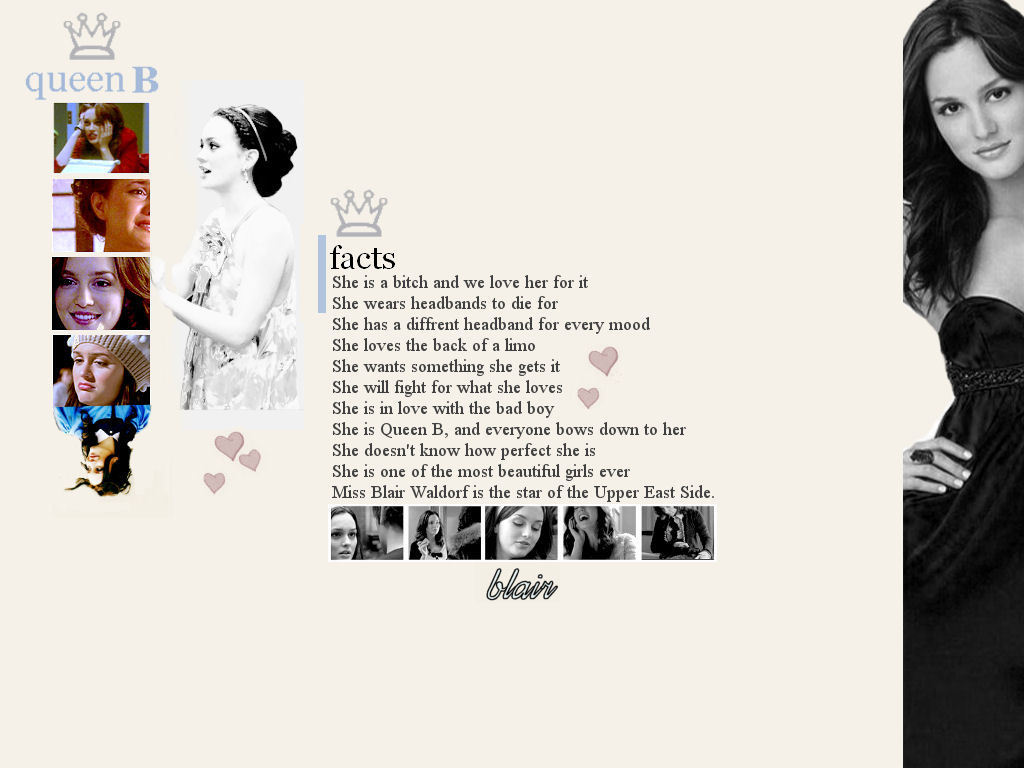 queen B
facts
She is a bitch and we love her for it
She wears headbands to die for
She has a diffrent headband for every mood
She loves the back of a limo
She wants something she gets it
She will fight for what she loves
She is in love with the bad boy
She is Queen B, and everyone bows down to her
She doesn't know how perfect she is
She is one of the most beautiful girls ever
Miss Blair Waldorf is the star of the Upper East Side.
blair